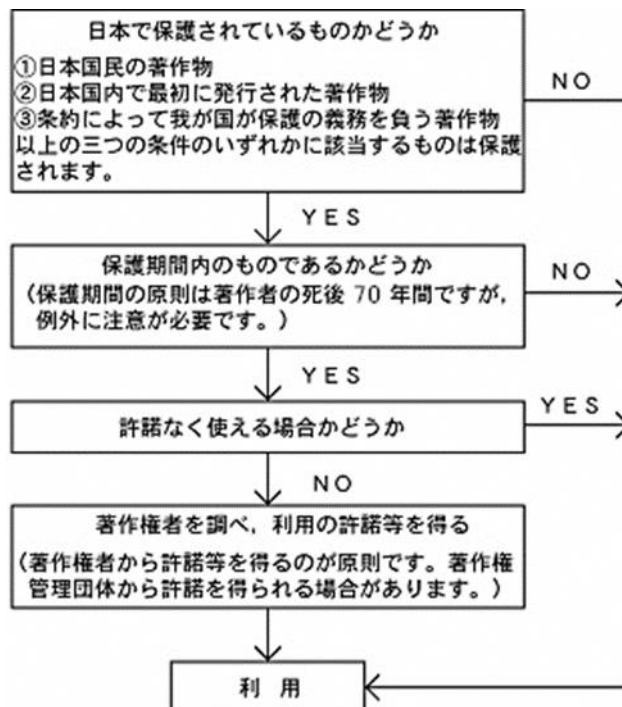 日本で保護されているものかどうか
①日本国民の著作物
②日本国内で最初に発行された著作物
③条約によって我が国が保護の義務を負う著作物
以上の三つの条件のいずれかに該当するものは保護
されます。
NO
YES
保護期間内のものであるかどうか
(保護期間の原則は著作者の死後 70 年間ですが,
例外に注意が必要です。)
NO
YES
許諾なく使える場合かどうか
YES
NO
著作権者を調べ,利用の許諾等を得る
(著作権者から許諾等を得るのが原則です。著作権
管理団体から許諾を得られる場合があります。)
利 用